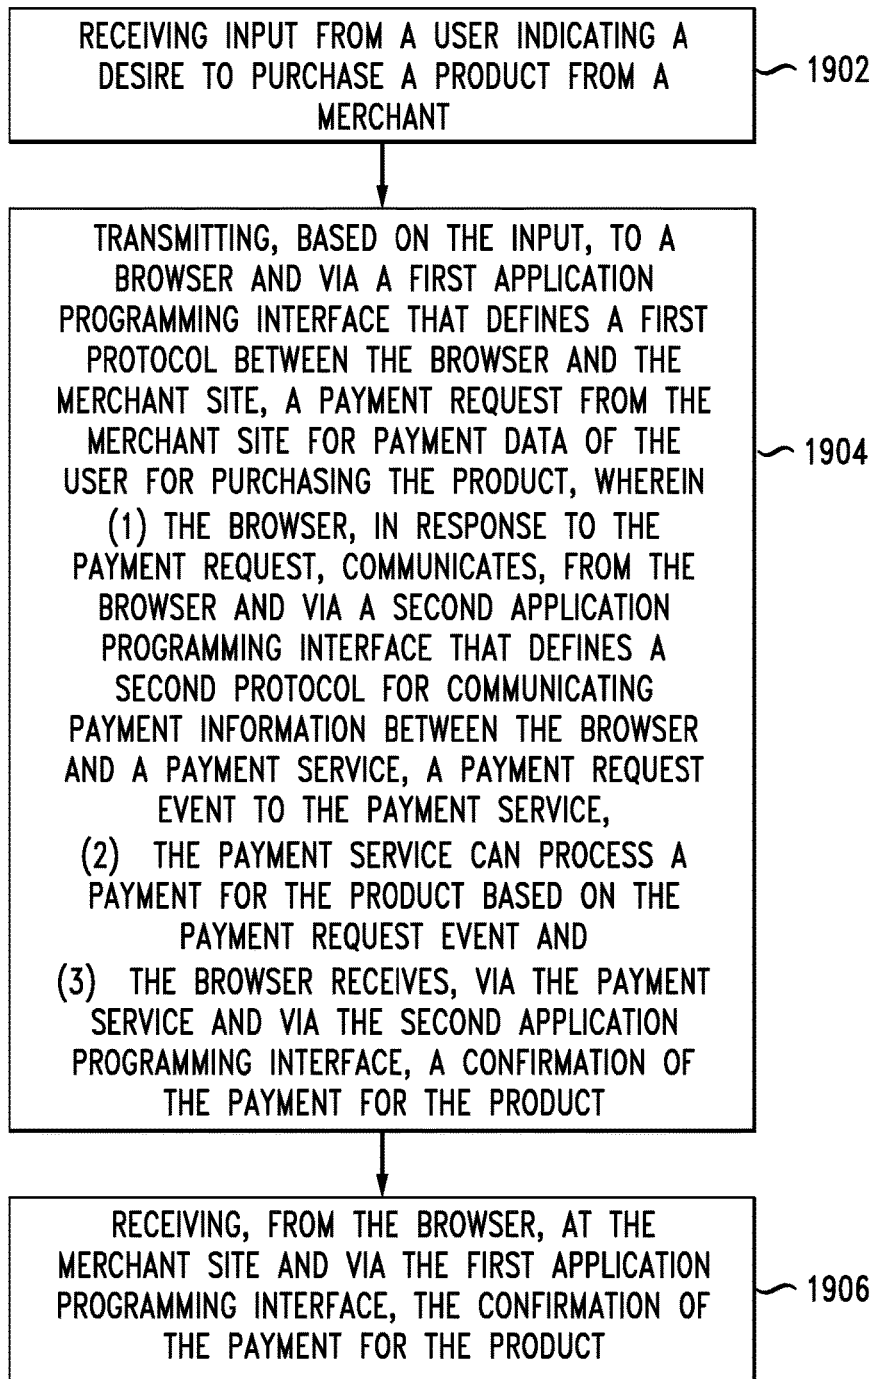 RECEIVING INPUT FROM A USER INDICATING A
DESIRE TO PURCHASE A PRODUCT FROM A
MERCHANT
1902
TRANSMITTING, BASED ON THE INPUT, TO A
BROWSER AND VIA A FIRST APPLICATION
PROGRAMMING INTERFACE THAT DEFINES A FIRST
PROTOCOL BETWEEN THE BROWSER AND THE
MERCHANT SITE, A PAYMENT REQUEST FROM THE
MERCHANT SITE FOR PAYMENT DATA OF THE
USER FOR PURCHASING THE PRODUCT, WHEREIN
(1) THE BROWSER, IN RESPONSE TO THE
PAYMENT REQUEST, COMMUNICATES, FROM THE
BROWSER AND VIA A SECOND APPLICATION
PROGRAMMING INTERFACE THAT DEFINES A
SECOND PROTOCOL FOR COMMUNICATING
PAYMENT INFORMATION BETWEEN THE BROWSER
AND A PAYMENT SERVICE, A PAYMENT REQUEST
EVENT TO THE PAYMENT SERVICE,
(2) THE PAYMENT SERVICE CAN PROCESS A
PAYMENT FOR THE PRODUCT BASED ON THE
PAYMENT REQUEST EVENT AND
(3) THE BROWSER RECEIVES, VIA THE PAYMENT
SERVICE AND VIA THE SECOND APPLICATION
PROGRAMMING INTERFACE, A CONFIRMATION OF
THE PAYMENT FOR THE PRODUCT
1904
RECEIVING, FROM THE BROWSER, AT THE
MERCHANT SITE AND VIA THE FIRST APPLICATION
PROGRAMMING INTERFACE, THE CONFIRMATION OF
THE PAYMENT FOR THE PRODUCT
1906